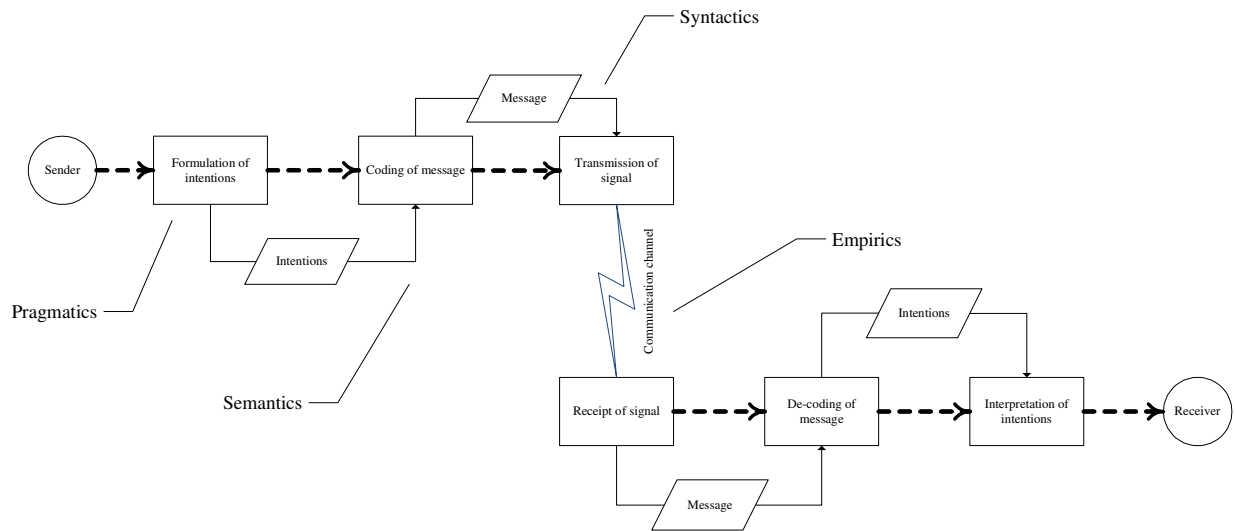 Syntactics
Message
Sender
Formulation of
intentions
Coding of message
Transmission of
signal
Intentions
Pragmatics
Semantics
Communication channel
Empirics
Intentions
Receipt of signal
De-coding of
message
Interpretation of
intentions
Receiver
Message